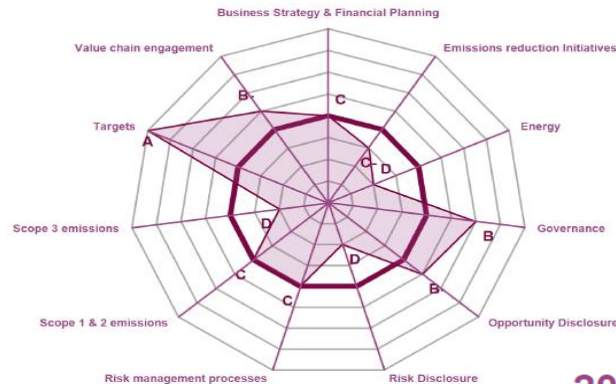 Business Strategy & Financial Planning
Value chain engagement
Emissions reduction Initiatives
B-
C
Targets
Energy
A
C-
D
Scope 3 emissions
D
Governance
B
D
C
B
C
Scope 1 & 2 emissions
Opportunity Disclosure
Risk management processes
Risk Disclosure
20